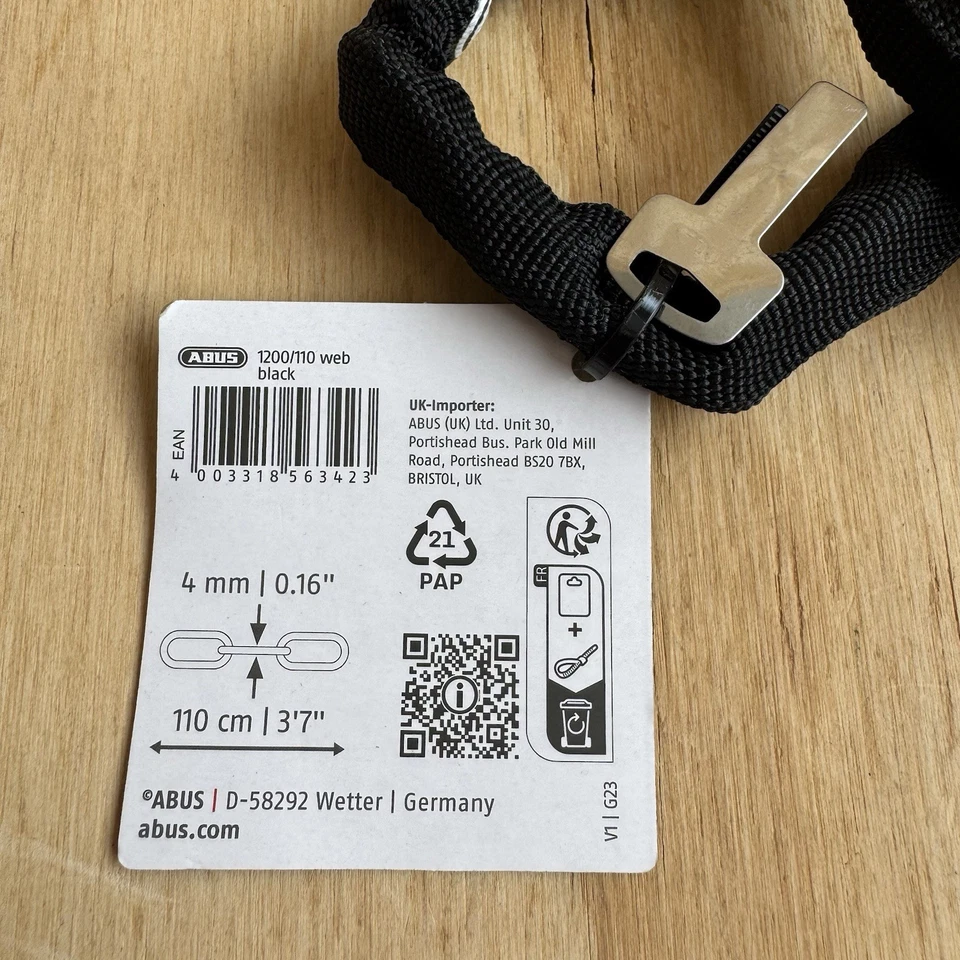 ABUS 1200/110 web
black
EAN
4 003318 563423
UK-Importer:
ABUS (UK) Ltd. Unit 30,
Portishead Bus. Park Old Mill
Road, Portishead BS20 7BX,
BRISTOL, UK
21
PAP
FR
+
i
4 mm | 0.16"
110 cm | 3'7"
©ABUS | D-58292 Wetter | Germany
abus.com
V1 | G23